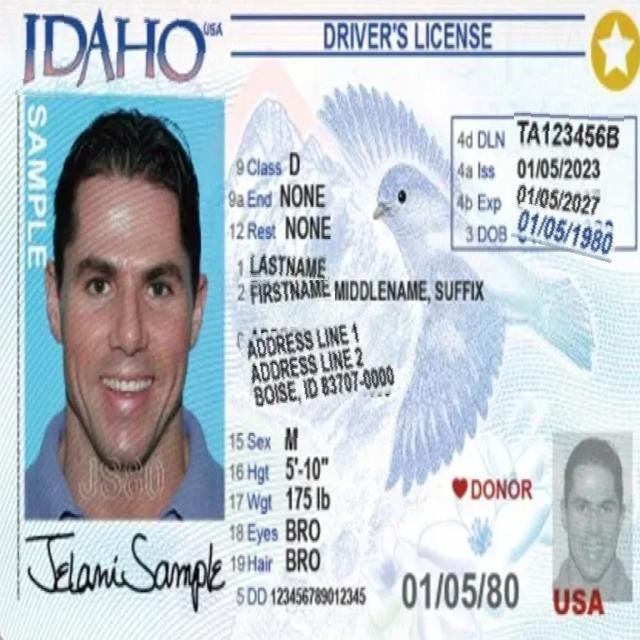 IDAHO USA
DRIVER'S LICENSE
SAMPLE
4d DLN TA123456B
4a Iss 01/05/2023
4b Exp 01/05/2027
3 DOB 01/05/1980
9 Class D
9a End NONE
12 Rest NONE
1 LASTNAME
2 FIRSTNAME MIDDLENAME, SUFFIX
ADDRESS LINE 1
ADDRESS LINE 2
BOISE, ID 83707-0000
15 Sex M
16 Hgt 5'-10"
17 Wgt 175 lb
18 Eyes BRO
19 Hair BRO
5 DD 123456789012345
JS80
DONOR
Jelani Sample
01/05/80
USA